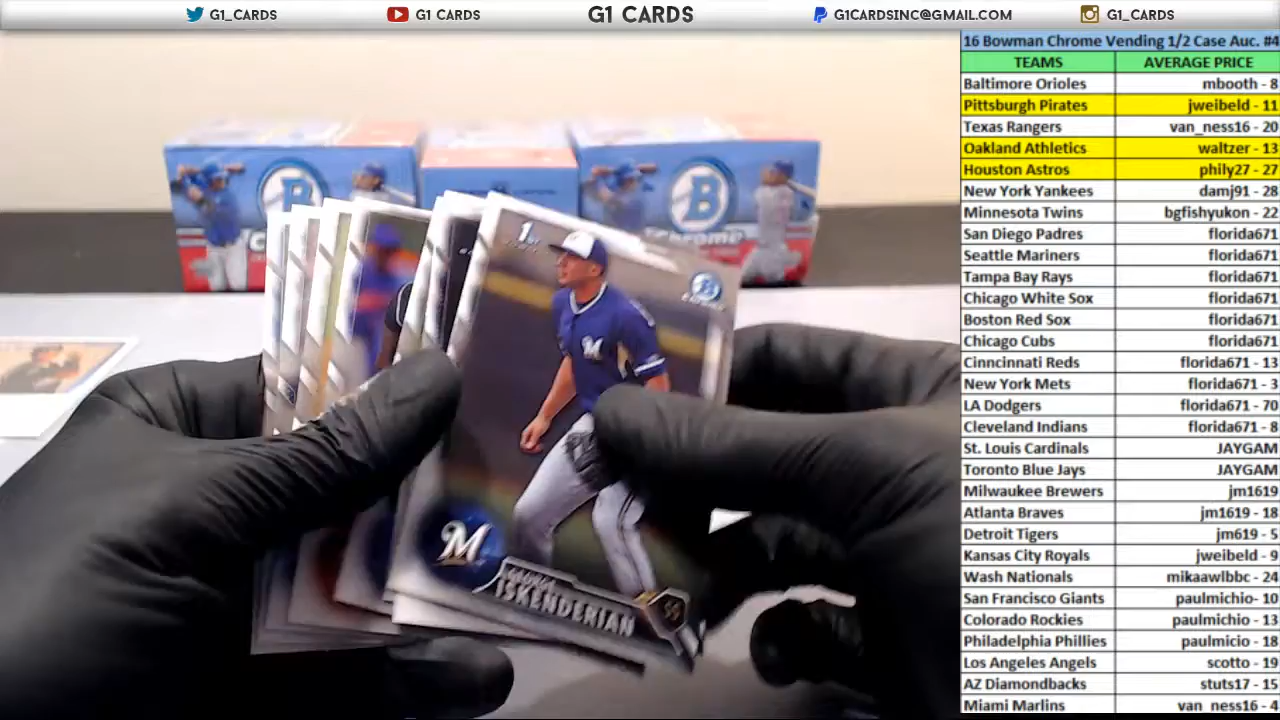 G1_CARDS G1 CARDS G1 CARDS G1CARDSINC@GMAIL.COM G1_CARDS
16 Bowman Chrome Vending 1/2 Case Auc. #4
TEAMS AVERAGE PRICE
Baltimore Orioles mbooth - 8
Pittsburgh Pirates jweibeld - 11
Texas Rangers van_ness16 - 20
Oakland Athletics waltzer - 13
Houston Astros phily27 - 27
New York Yankees damj91 - 28
Minnesota Twins bgfishyukon - 22
San Diego Padres florida671
Seattle Mariners florida671
Tampa Bay Rays florida671
Chicago White Sox florida671
Boston Red Sox florida671
Chicago Cubs florida671
Cinncinnati Reds florida671 - 13
New York Mets florida671 - 3
LA Dodgers florida671 - 70
Cleveland Indians florida671 - 8
St. Louis Cardinals JAYGAM
Toronto Blue Jays JAYGAM
Milwaukee Brewers jm1619
Atlanta Braves jm1619 - 18
Detroit Tigers jm619 - 5
Kansas City Royals jweibeld - 9
Wash Nationals mikaawlbbc - 24
San Francisco Giants paulmichio- 10
Colorado Rockies paulmichio - 13
Philadelphia Phillies paulmicio - 18
Los Angeles Angels scotto - 19
AZ Diamondbacks stuts17 - 15
Miami Marlins van_ness16 - 4
B
B
Chrome
1st
M
M
ISKENDERIAN
SS